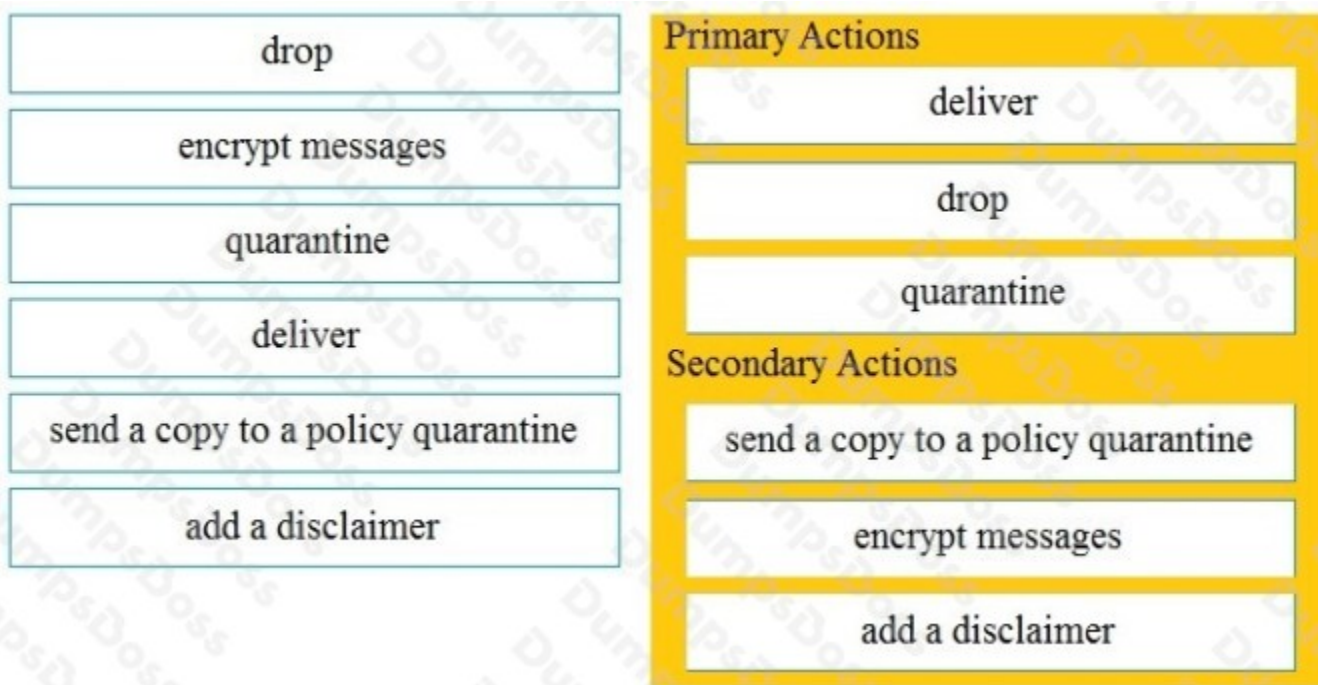 drop
encrypt messages
quarantine
deliver
send a copy to a policy quarantine
add a disclaimer
Primary Actions
deliver
drop
quarantine
Secondary Actions
send a copy to a policy quarantine
encrypt messages
add a disclaimer
DumpsDoss